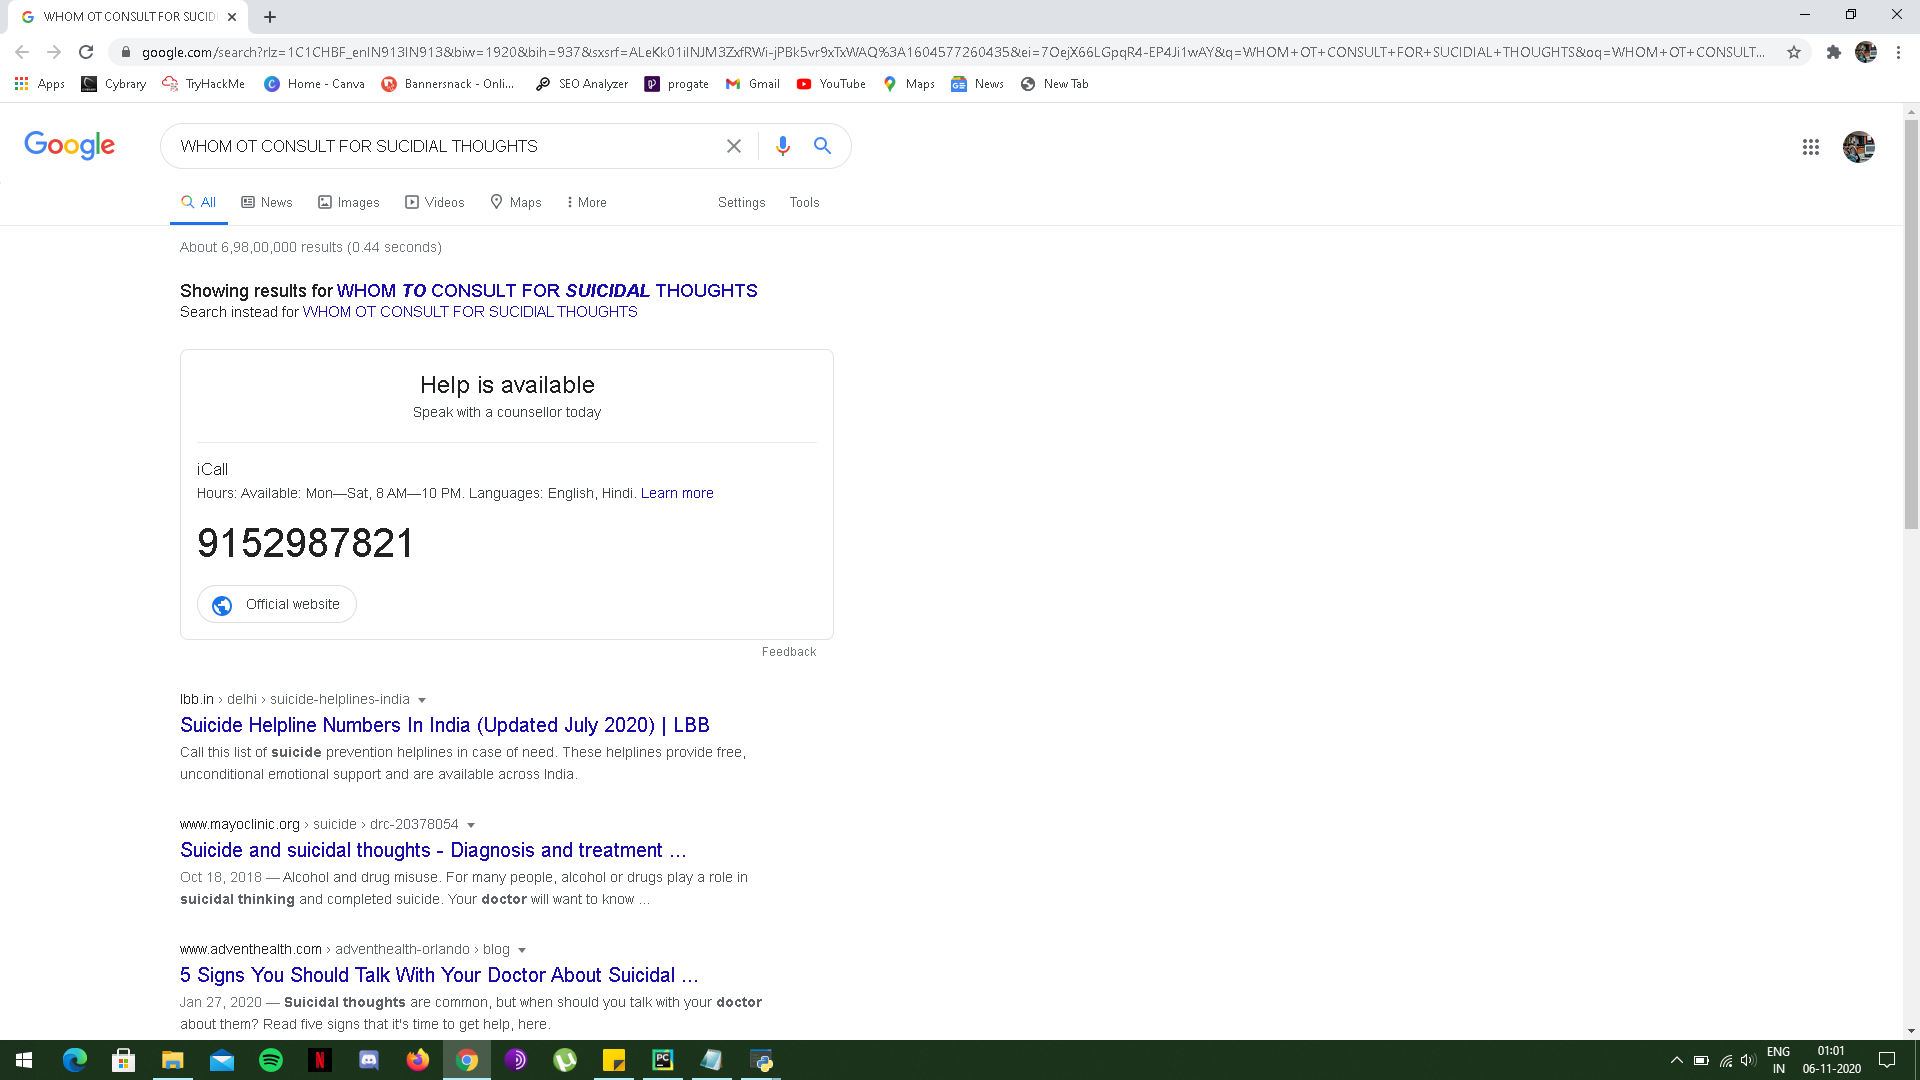 WHOM OT CONSULT FOR SUCID
google.com/search?rlz=1C1CHBF_enIN913IN913&biw=1920&bih=937&sxsrf=ALeKk01iINJM3ZxfRWi-jPBk5vr9xTxWAQ%3A1604577260435&ei=7OejX66LGpqR4-EP4Ji1wAY&q=WHOM+OT+CONSULT+FOR+SUCIDIAL+THOUGHTS&oq=WHOM+OT+CONSULT...
Apps Cybrary TryHackMe Home - Canva Bannersnack - Onli... SEO Analyzer progate Gmail YouTube Maps News New Tab
Google WHOM OT CONSULT FOR SUCIDIAL THOUGHTS
All News Images Videos Maps More Settings Tools
About 6,98,00,000 results (0.44 seconds)
Showing results for WHOM TO CONSULT FOR SUICIDAL THOUGHTS
Search instead for WHOM OT CONSULT FOR SUCIDIAL THOUGHTS
Help is available
Speak with a counsellor today
iCall
Hours: Available: Mon—Sat, 8 AM—10 PM. Languages: English, Hindi. Learn more
9152987821
Official website
Feedback
lbb.in › delhi › suicide-helplines-india
Suicide Helpline Numbers In India (Updated July 2020) | LBB
Call this list of suicide prevention helplines in case of need. These helplines provide free,
unconditional emotional support and are available across India.
www.mayoclinic.org › suicide › drc-20378054
Suicide and suicidal thoughts - Diagnosis and treatment ...
Oct 18, 2018 — Alcohol and drug misuse. For many people, alcohol or drugs play a role in
suicidal thinking and completed suicide. Your doctor will want to know ...
www.adventhealth.com › adventhealth-orlando › blog
5 Signs You Should Talk With Your Doctor About Suicidal ...
Jan 27, 2020 — Suicidal thoughts are common, but when should you talk with your doctor
about them? Read five signs that it's time to get help, here.
ENG 01:01
IN 06-11-2020